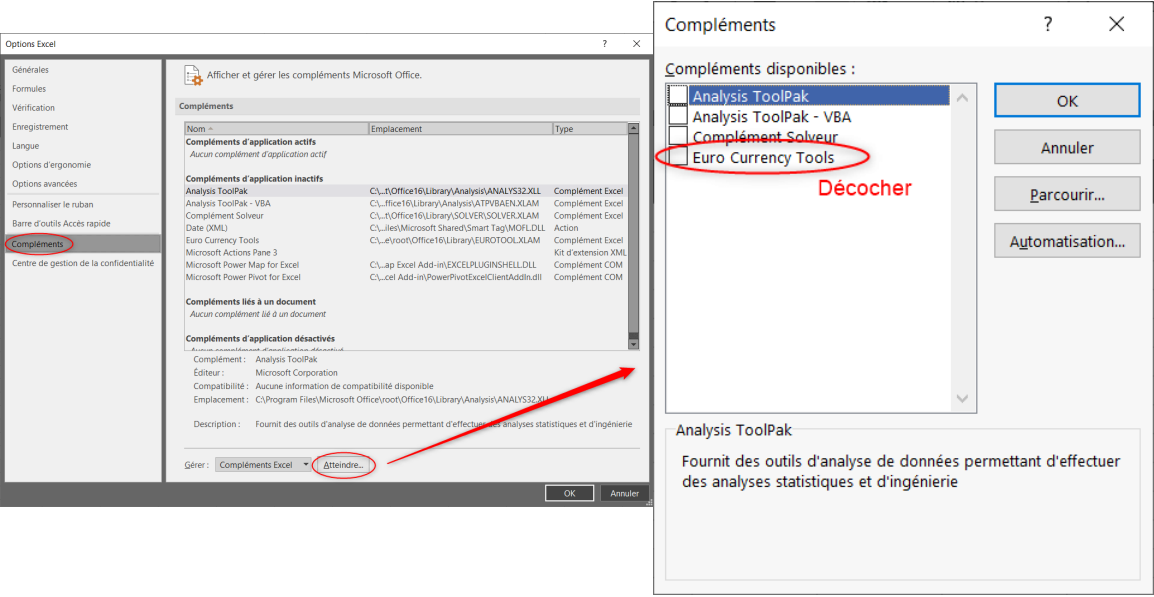 Options Excel
? ×
Générales
Formules
Vérification
Enregistrement
Langue
Options d'ergonomie
Options avancées
Personnaliser le ruban
Barre d'outils Accès rapide
Compléments
Centre de gestion de la confidentialité
Afficher et gérer les compléments Microsoft Office.
Compléments
Nom Emplacement Type
Compléments d'application actifs
Aucun complément d'application actif
Compléments d'application inactifs
Analysis ToolPak C:\...t\Office16\Library\Analysis\ANALYS32.XLL Complément Excel
Analysis ToolPak - VBA C:\...ffice16\Library\Analysis\ATPVBAEN.XLAM Complément Excel
Complément Solveur C:\...t\Office16\Library\SOLVER\SOLVER.XLAM Complément Excel
Date (XML) C:\...iles\Microsoft Shared\Smart Tag\MOFL.DLL Action
Euro Currency Tools C:\...e\root\Office16\Library\EUROTOOL.XLAM Complément Excel
Microsoft Actions Pane 3 Kit d'extension XML
Microsoft Power Map for Excel C:\...ap Excel Add-in\EXCELPLUGINSHELL.DLL Complément COM
Microsoft Power Pivot for Excel C:\...cel Add-in\PowerPivotExcelClientAddIn.dll Complément COM
Compléments liés à un document
Aucun complément lié à un document
Compléments d'application désactivés
Aucun complément d'application désactivé
Complément : Analysis ToolPak
Éditeur : Microsoft Corporation
Compatibilité : Aucune information de compatibilité disponible
Emplacement : C:\Program Files\Microsoft Office\root\Office16\Library\Analysis\ANALYS32.XLL
Description : Fournit des outils d'analyse de données permettant d'effectuer des analyses statistiques et d'ingénierie
Gérer : Compléments Excel Atteindre...
OK Annuler
Compléments
? ×
Compléments disponibles :
Analysis ToolPak
Analysis ToolPak - VBA
Complément Solveur
Euro Currency Tools
Décocher
OK
Annuler
Parcourir...
Automatisation...
Analysis ToolPak
Fournit des outils d'analyse de données permettant d'effectuer
des analyses statistiques et d'ingénierie